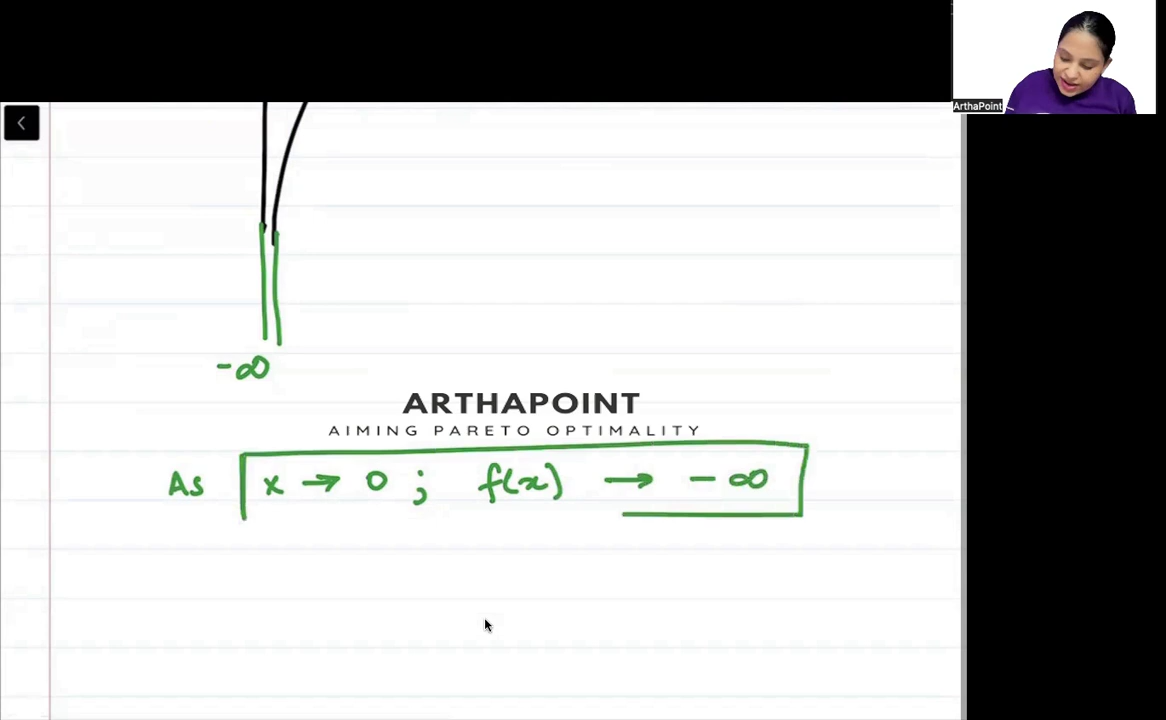 ArthaPoint
-∞
ARTHAPOINT
AIMING PARETO OPTIMALITY
As x → 0 ; f(x) → - ∞